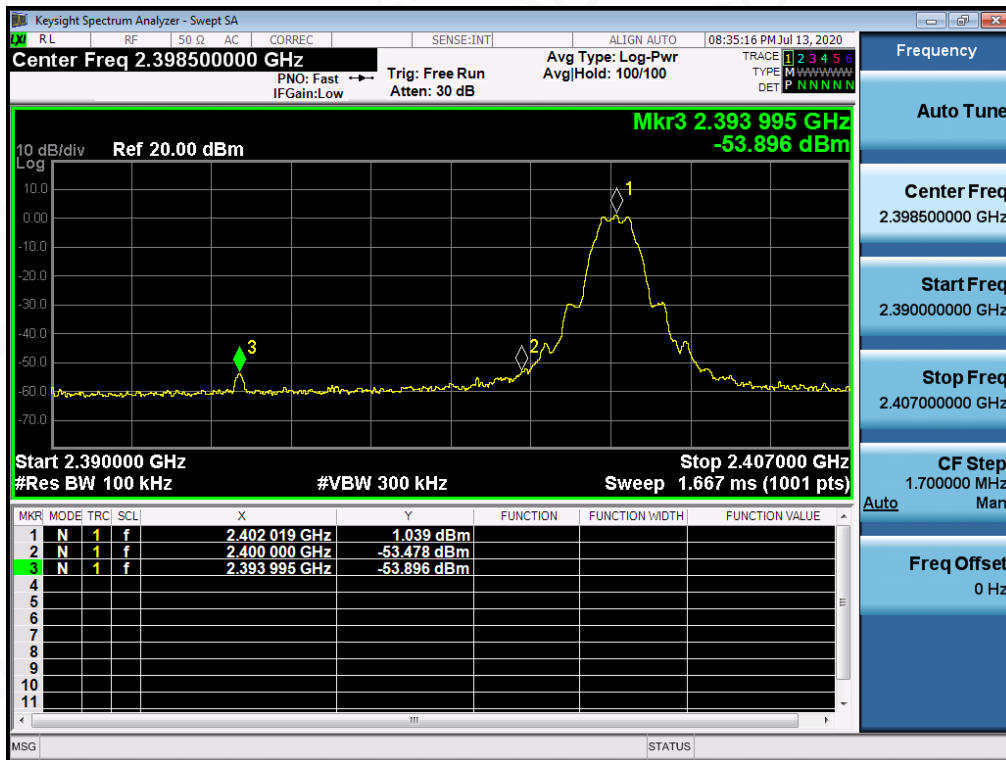 Keysight Spectrum Analyzer - Swept SA
LXI RL RF 50 Ω AC CORREC SENSE:INT ALIGN AUTO 08:35:16 PM Jul 13, 2020
Center Freq 2.398500000 GHz
PNO: Fast
IFGain:Low
Trig: Free Run
Atten: 30 dB
Avg Type: Log-Pwr
Avg|Hold: 100/100
TRACE 1 2 3 4 5 6
TYPE M WWWWW
DET P N N N N N
Mkr3 2.393 995 GHz
-53.896 dBm
10 dB/div Ref 20.00 dBm
Log
10.0
0.00
-10.0
-20.0
-30.0
-40.0
-50.0
-60.0
-70.0
1
2
3
Start 2.390000 GHz Stop 2.407000 GHz
#Res BW 100 kHz #VBW 300 kHz Sweep 1.667 ms (1001 pts)
MKR MODE TRC SCL X Y FUNCTION FUNCTION WIDTH FUNCTION VALUE
1 N 1 f 2.402 019 GHz 1.039 dBm
2 N 1 f 2.400 000 GHz -53.478 dBm
3 N 1 f 2.393 995 GHz -53.896 dBm
4
5
6
7
8
9
10
11
MSG STATUS
Frequency
Auto Tune
Center Freq
2.398500000 GHz
Start Freq
2.390000000 GHz
Stop Freq
2.407000000 GHz
CF Step
1.700000 MHz
Auto Man
Freq Offset
0 Hz